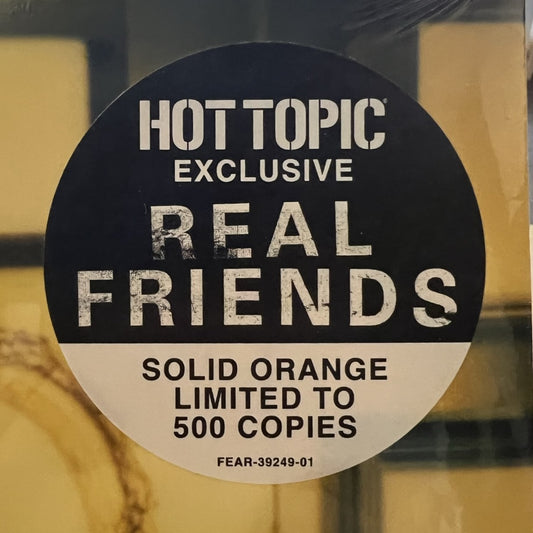 HOT TOPIC
EXCLUSIVE
REAL
FRIENDS
SOLID ORANGE
LIMITED TO
500 COPIES
FEAR-39249-01